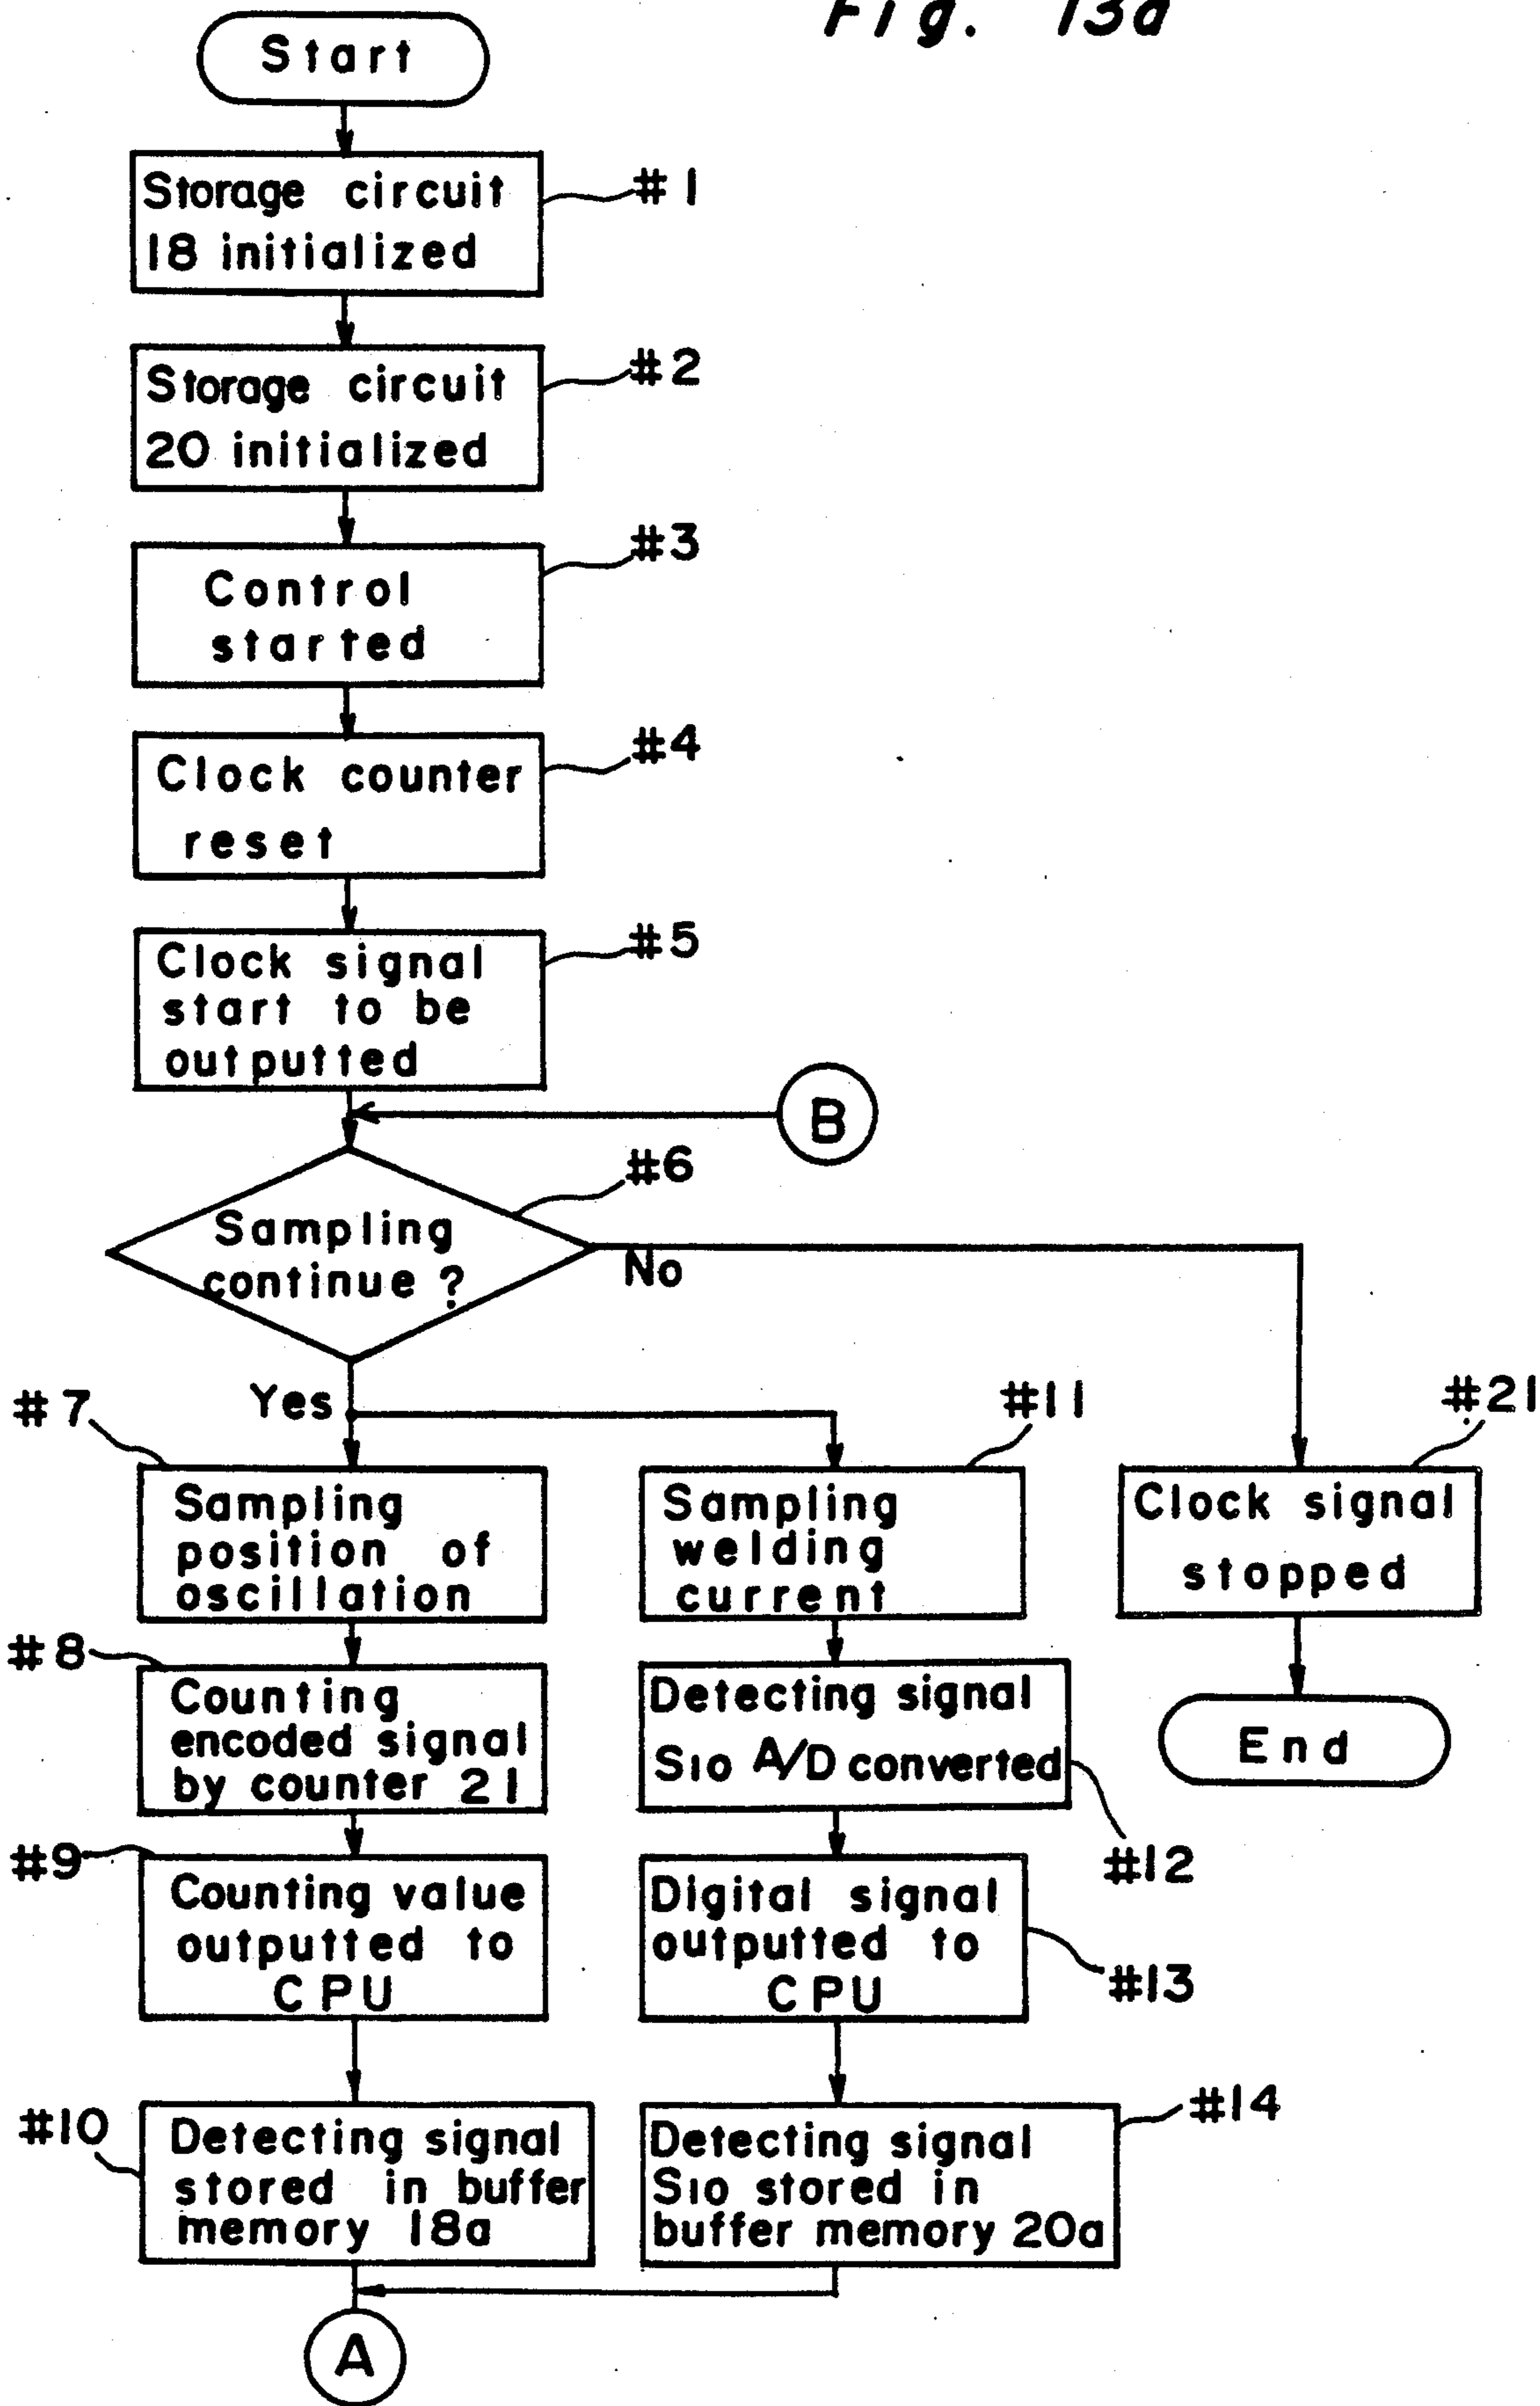 Fig. 13a
Start
Storage circuit
18 initialized
#1
Storage circuit
20 initialized
#2
Control
started
#3
Clock counter
reset
#4
Clock signal
start to be
outputted
#5
B
#6
Sampling
continue ?
No
Yes
#7
Sampling
position of
oscillation
#11
Sampling
welding
current
#21
Clock signal
stopped
#8
Counting
encoded signal
by counter 21
Detecting signal
S10 A/D converted
#12
End
#9
Counting value
outputted to
CPU
Digital signal
outputted to
CPU
#13
#10
Detecting signal
stored in buffer
memory 18a
Detecting signal
S10 stored in
buffer memory 20a
#14
A